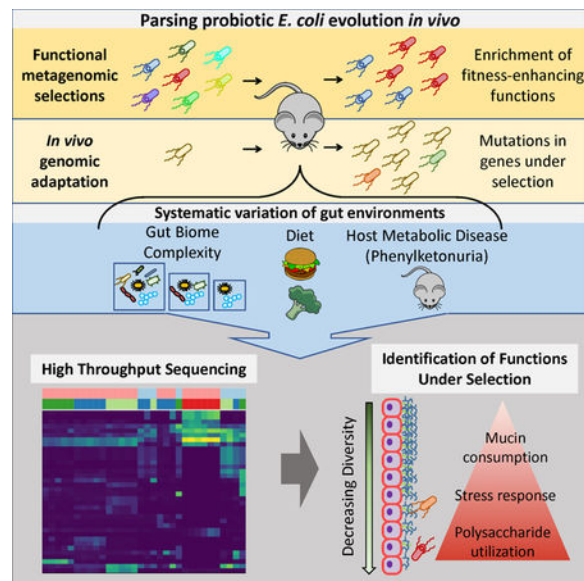 Parsing probiotic E. coli evolution in vivo
Functional
metagenomic
selections
Enrichment of
fitness-enhancing
functions
In vivo
genomic
adaptation
Mutations in
genes under
selection
Systematic variation of gut environments
Gut Biome
Complexity
Diet
Host Metabolic Disease
(Phenylketonuria)
High Throughput Sequencing
Identification of Functions
Under Selection
Decreasing Diversity
Mucin
consumption
Stress response
Polysaccharide
utilization